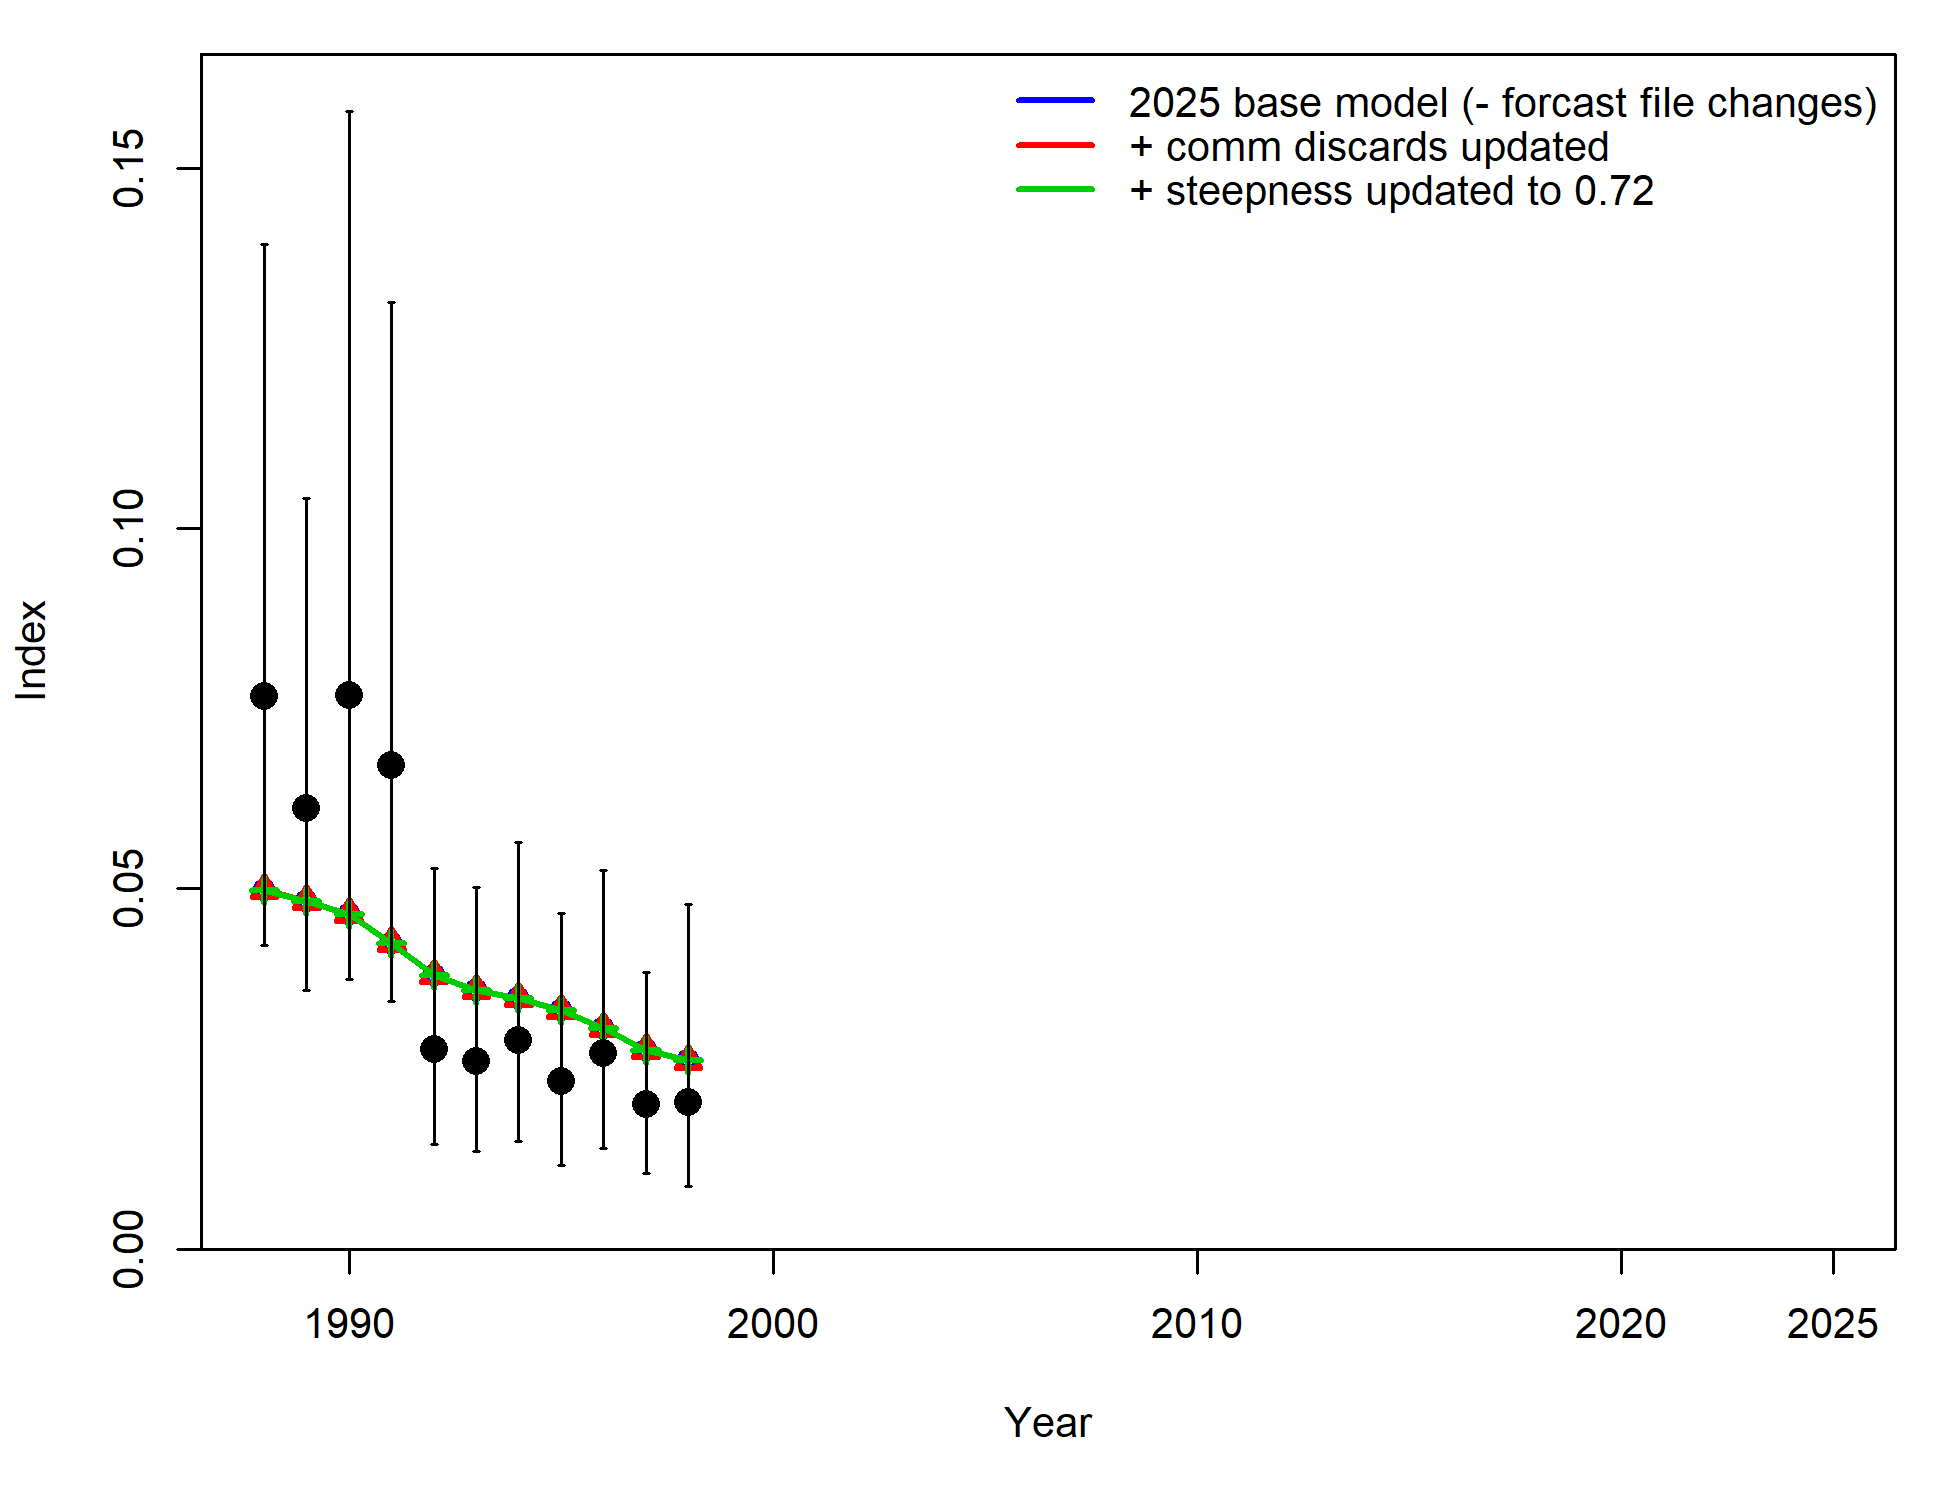 2025 base model (- forcast file changes)
+ comm discards updated
+ steepness updated to 0.72
0.15
0.10
0.05
0.00
Index
1990 2000 2010 2020 2025
Year